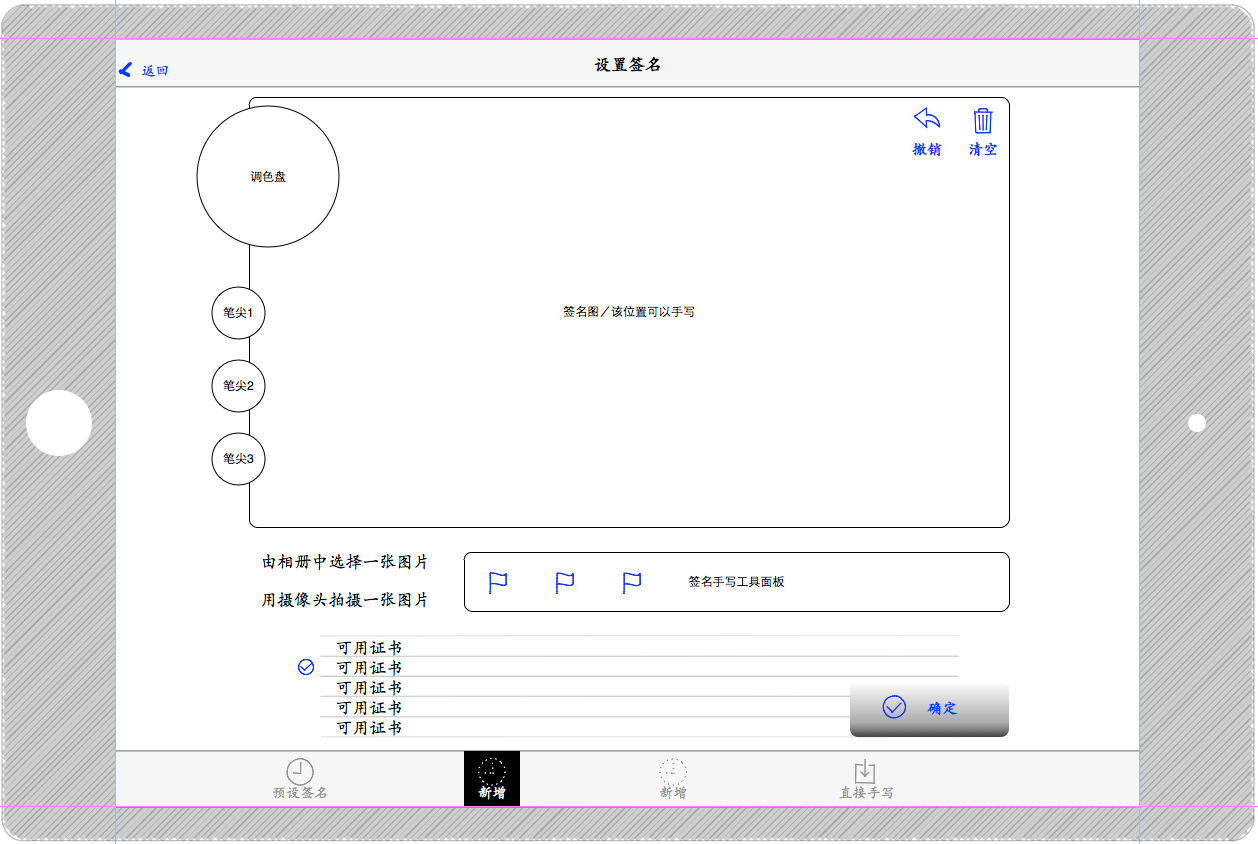 返回
设置签名
调色盘
撤销
清空
笔尖1
签名图／该位置可以手写
笔尖2
笔尖3
由相册中选择一张图片
签名手写工具面板
用摄像头拍摄一张图片
可用证书
可用证书
可用证书
可用证书
确定
可用证书
预设签名
新增
新增
直接手写